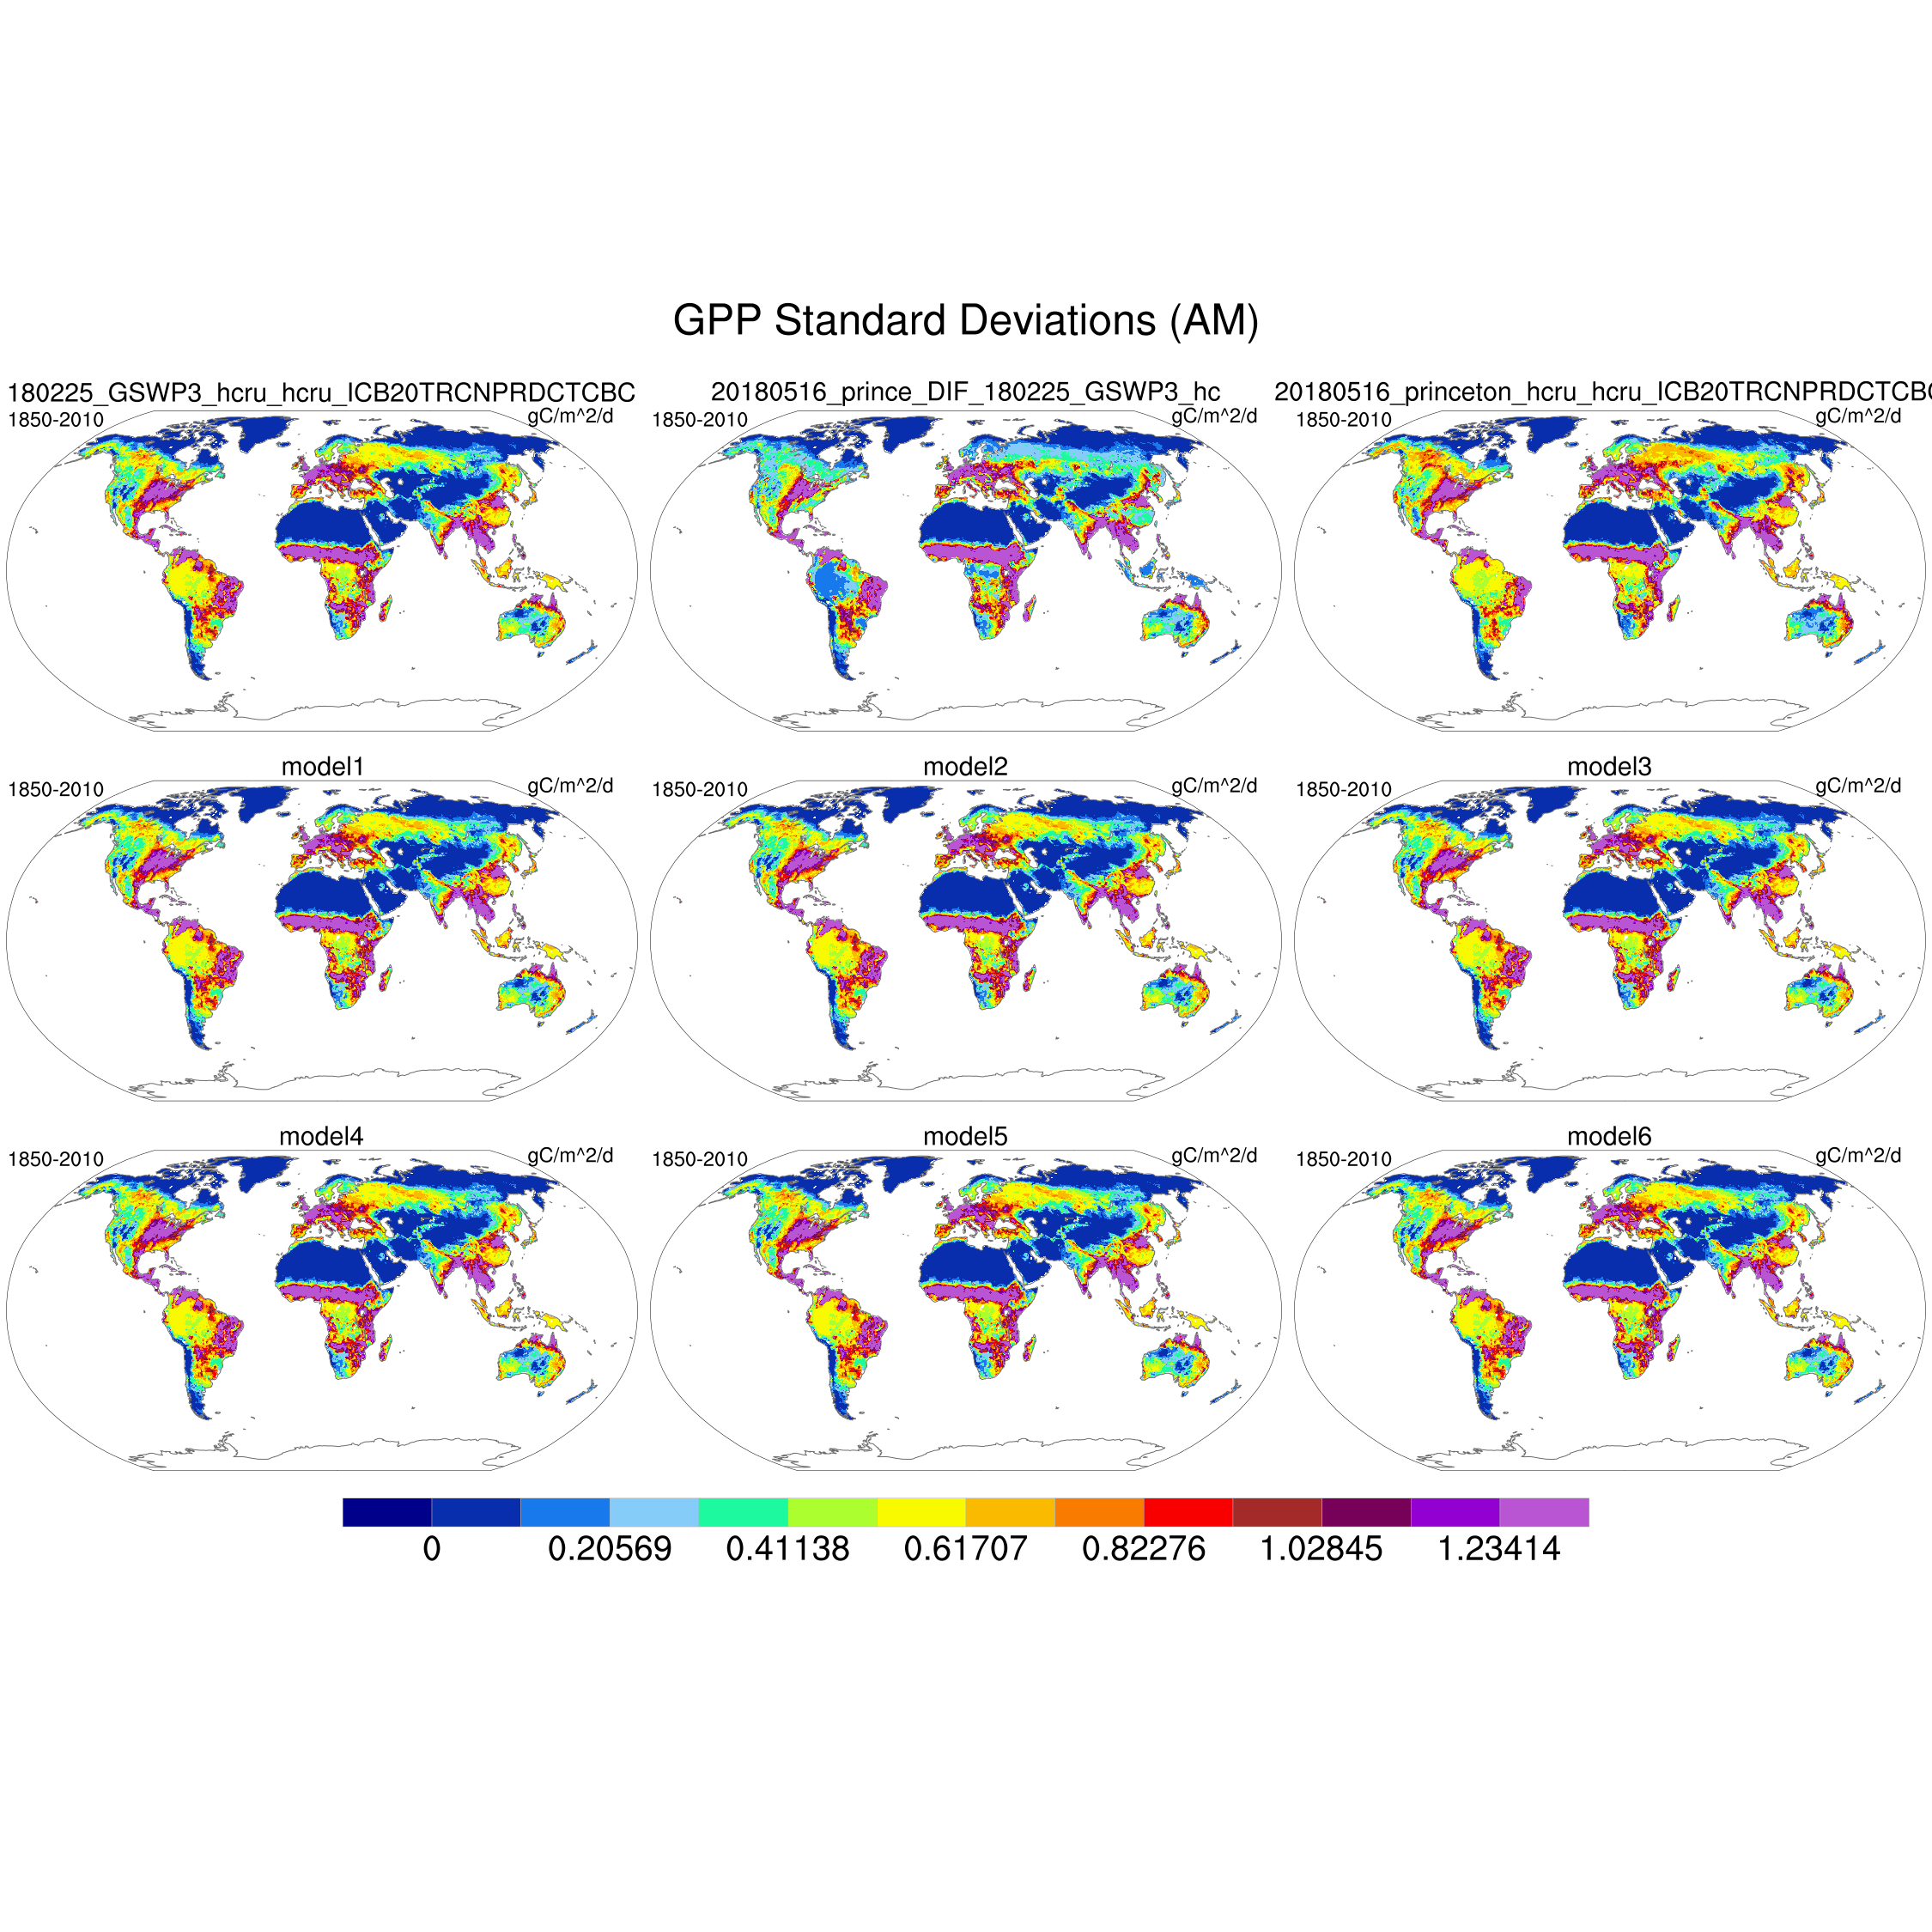 GPP Standard Deviations (AM)
180225_GSWP3_hcru_hcru_ICB20TRCNPRDCTCBC
1850-2010 gC/m^2/d
20180516_prince_DIF_180225_GSWP3_hc
1850-2010 gC/m^2/d
20180516_princeton_hcru_hcru_ICB20TRCNPRDCTCBC
1850-2010 gC/m^2/d
model1
1850-2010 gC/m^2/d
model2
1850-2010 gC/m^2/d
model3
1850-2010 gC/m^2/d
model4
1850-2010 gC/m^2/d
model5
1850-2010 gC/m^2/d
model6
1850-2010 gC/m^2/d
0 0.20569 0.41138 0.61707 0.82276 1.02845 1.23414